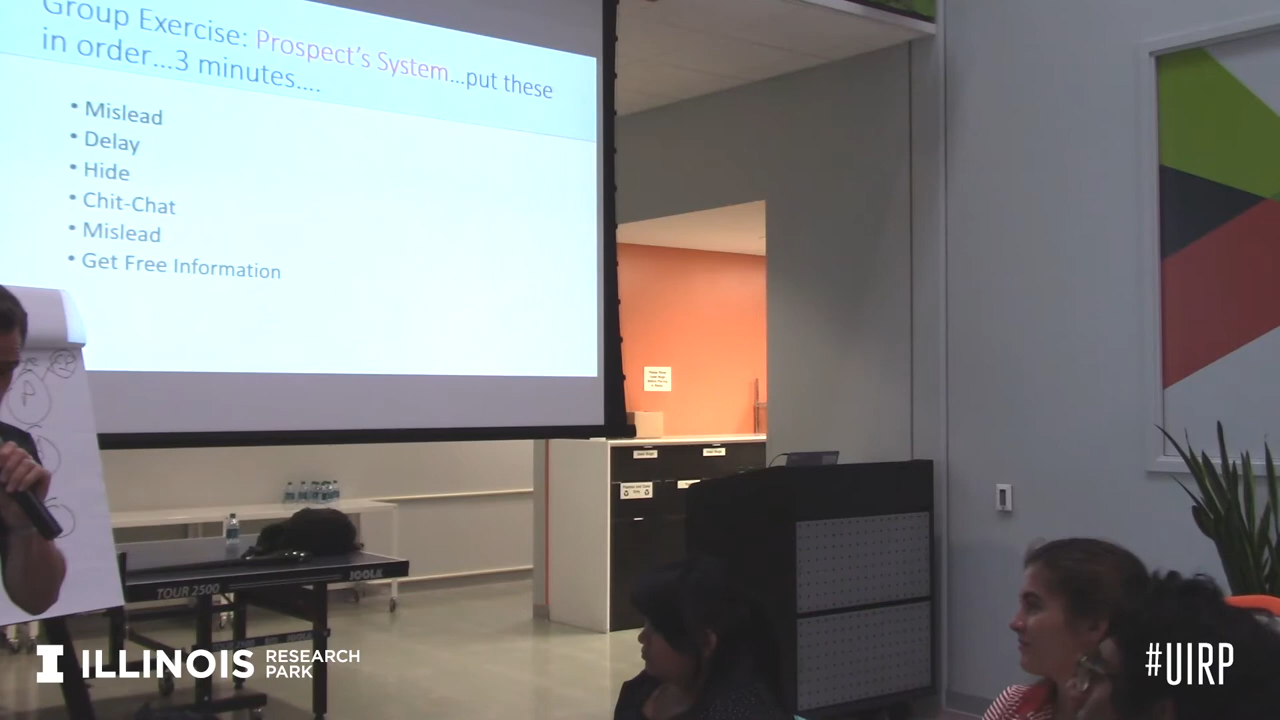 Group Exercise: Prospect's System...put these
in order...3 minutes....
• Mislead
• Delay
• Hide
• Chit-Chat
• Mislead
• Get Free Information
P
TOUR 2500
JOOLA
I ILLINOIS RESEARCH PARK
#UIRP